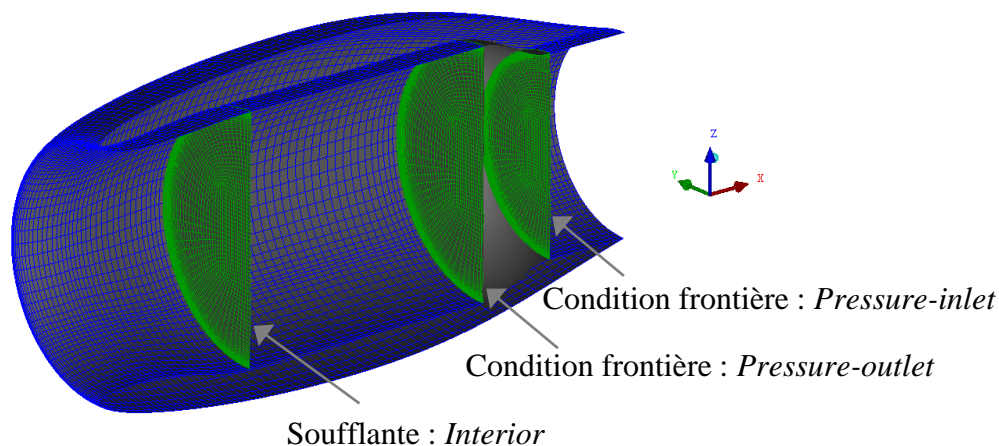 Z
Y
X
Condition frontière : Pressure-inlet
Condition frontière : Pressure-outlet
Soufflante : Interior